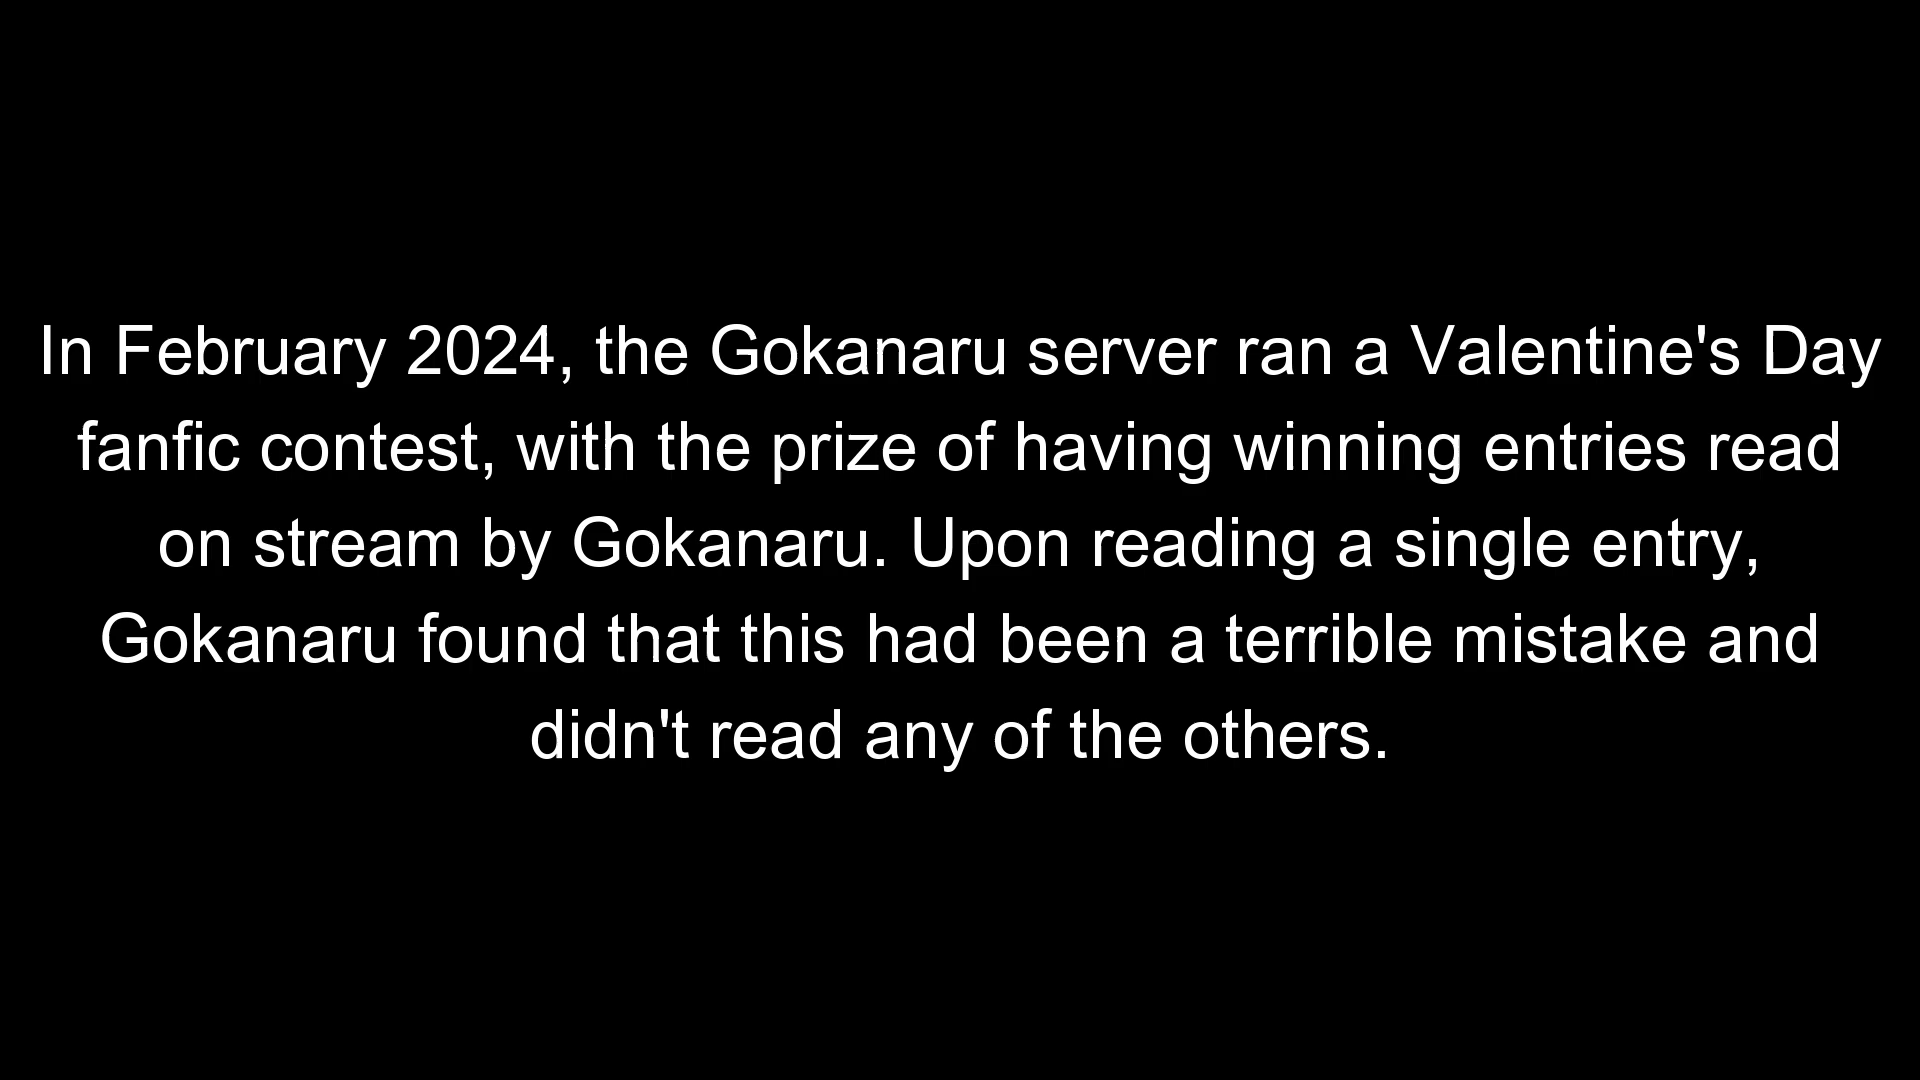 In February 2024, the Gokanaru server ran a Valentine's Day
fanfic contest, with the prize of having winning entries read
on stream by Gokanaru. Upon reading a single entry,
Gokanaru found that this had been a terrible mistake and
didn't read any of the others.